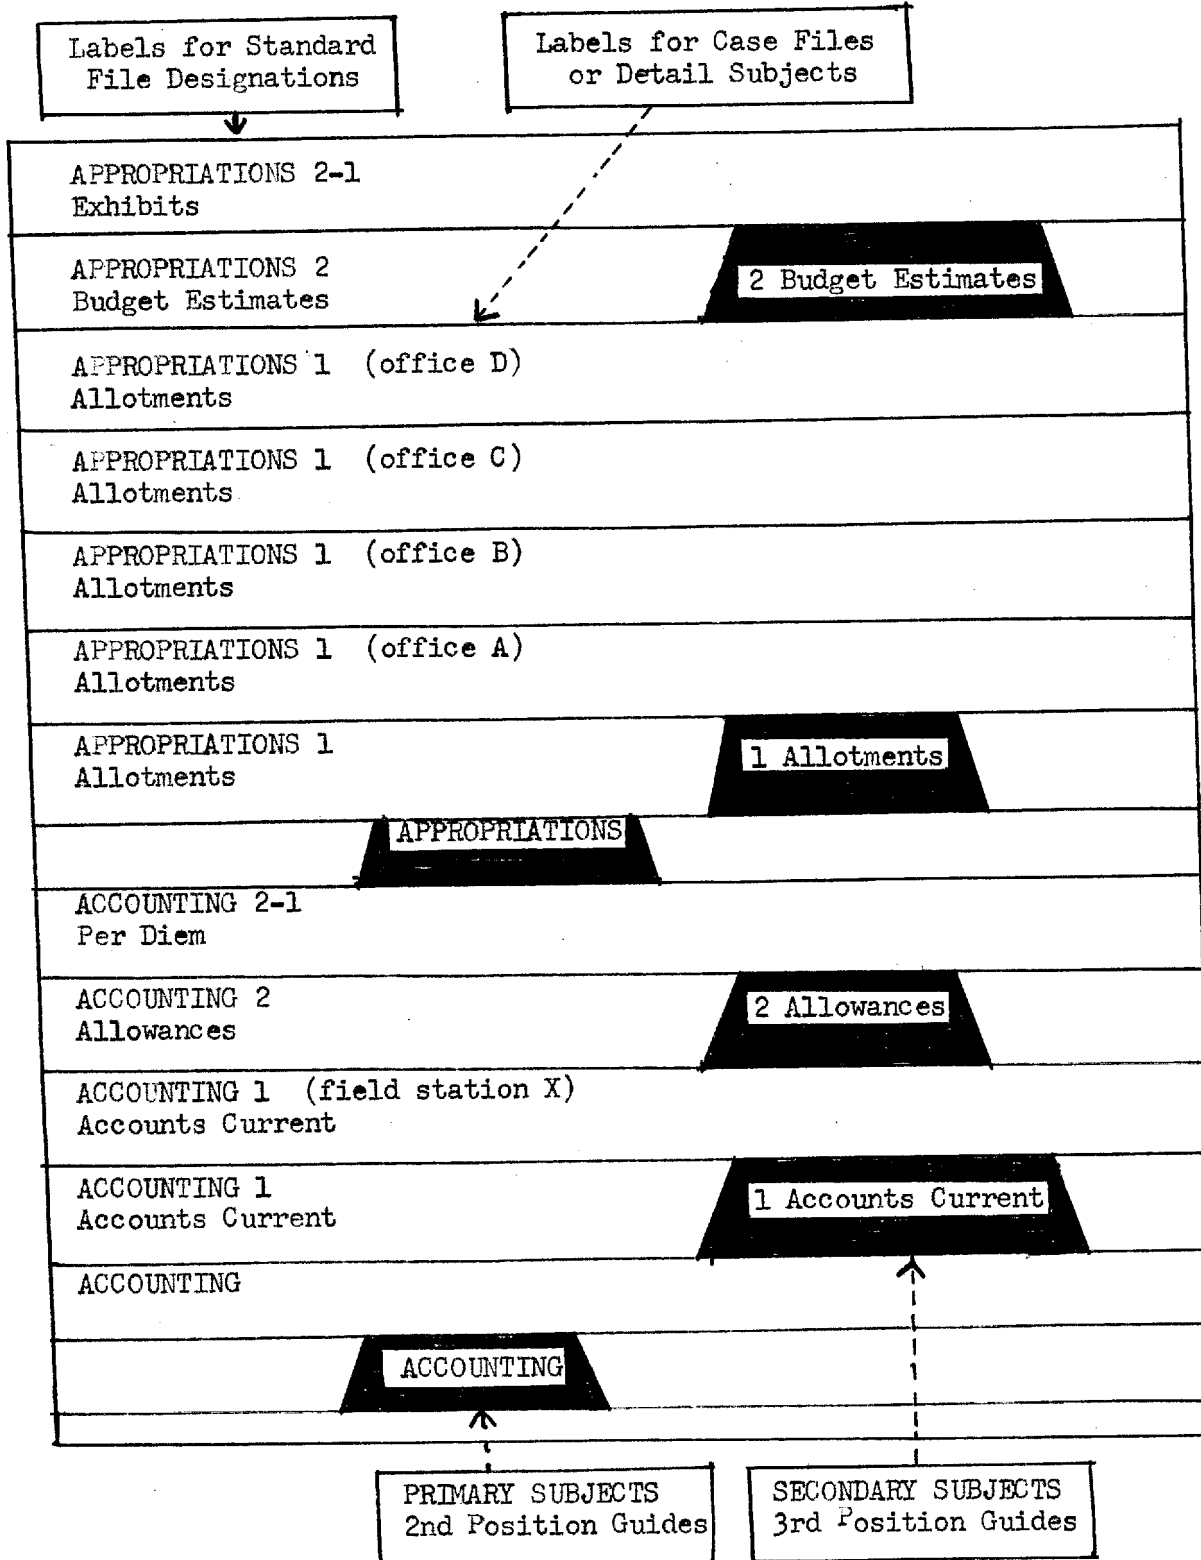 Labels for Standard
File Designations
Labels for Case Files
or Detail Subjects
APPROPRIATIONS 2-1
Exhibits
APPROPRIATIONS 2
Budget Estimates
2 Budget Estimates
APPROPRIATIONS 1 (office D)
Allotments
APPROPRIATIONS 1 (office C)
Allotments
APPROPRIATIONS 1 (office B)
Allotments
APPROPRIATIONS 1 (office A)
Allotments
APPROPRIATIONS 1
Allotments
1 Allotments
APPROPRIATIONS
ACCOUNTING 2-1
Per Diem
ACCOUNTING 2
Allowances
2 Allowances
ACCOUNTING 1 (field station X)
Accounts Current
ACCOUNTING 1
Accounts Current
1 Accounts Current
ACCOUNTING
ACCOUNTING
PRIMARY SUBJECTS
2nd Position Guides
SECONDARY SUBJECTS
3rd Position Guides